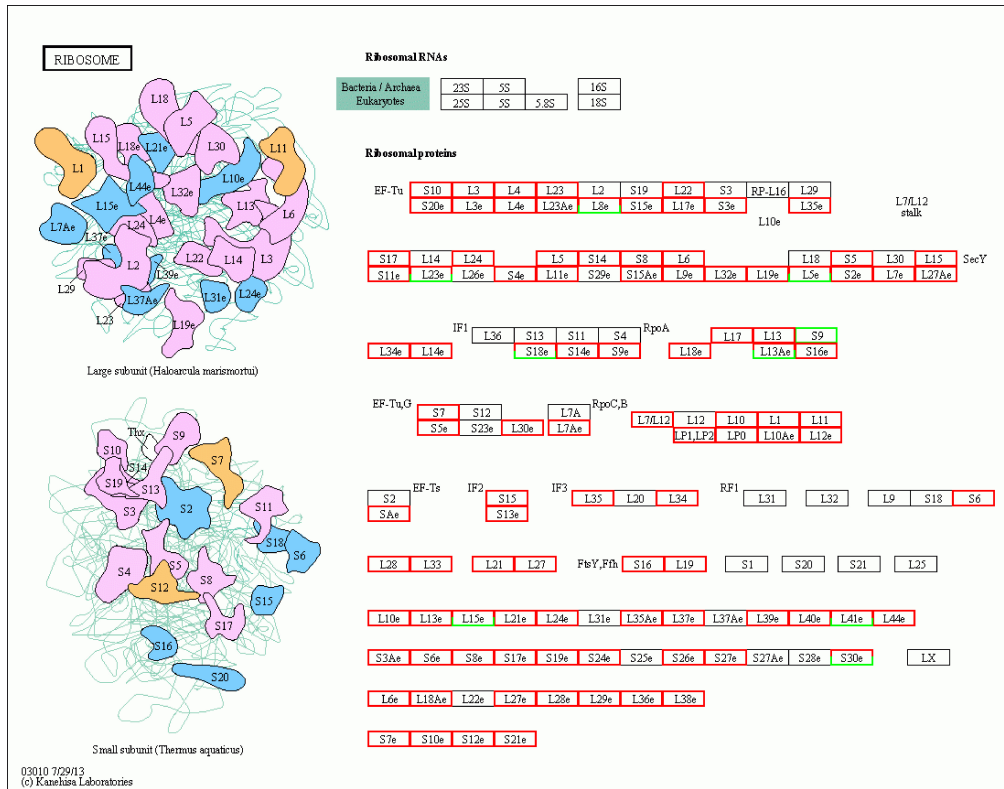 RIBOSOME
L18
L5
L15
L18e
L21e
L30
L11
L1
L44e
L10e
L32e
L15e
L13
L6
L7Ae
L24
L4e
L37e
L2
L22
L14
L3
L39e
L29
L37Ae
L31e
L24e
L23
L19e
Large subunit (Haloarcula marismortui)
Thx
S9
S10
S14
S7
S19
S13
S3
S2
S11
S18
S6
S4
S5
S8
S12
S15
S17
S16
S20
Small subunit (Thermus aquaticus)
03010 7/29/13
(c) Kanehisa Laboratories
Ribosomal RNAs
Bacteria / Archaea 23S 5S 16S
Eukaryotes 25S 5S 5.8S 18S
Ribosomal proteins
EF-Tu S10 L3 L4 L23 L2 S19 L22 S3 RP-L16 L29
S20e L3e L4e L23Ae L8e S15e L17e S3e L35e
L10e
L7/L12
stalk
S17 L14 L24 L5 S14 S8 L6 L18 S5 L30 L15 SecY
S11e L23e L26e S4e L11e S29e S15Ae L9e L32e L19e L5e S2e L7e L27Ae
IF1 L36 S13 S11 S4 RpoA L17 L13 S9
L34e L14e S18e S14e S9e L18e L13Ae S16e
EF-Tu,G S7 S12 L7A RpoC,B L7/L12 L12 L10 L1 L11
S5e S23e L30e L7Ae LP1,LP2 LP0 L10Ae L12e
S2 EF-Ts IF2 S15 IF3 L35 L20 L34 RF1 L31 L32 L9 S18 S6
SAe S13e
L28 L33 L21 L27 FtsY,Ffh S16 L19 S1 S20 S21 L25
L10e L13e L15e L21e L24e L31e L35Ae L37e L37Ae L39e L40e L41e L44e
S3Ae S6e S8e S17e S19e S24e S25e S26e S27e S27Ae S28e S30e LX
L6e L18Ae L22e L27e L28e L29e L36e L38e
S7e S10e S12e S21e